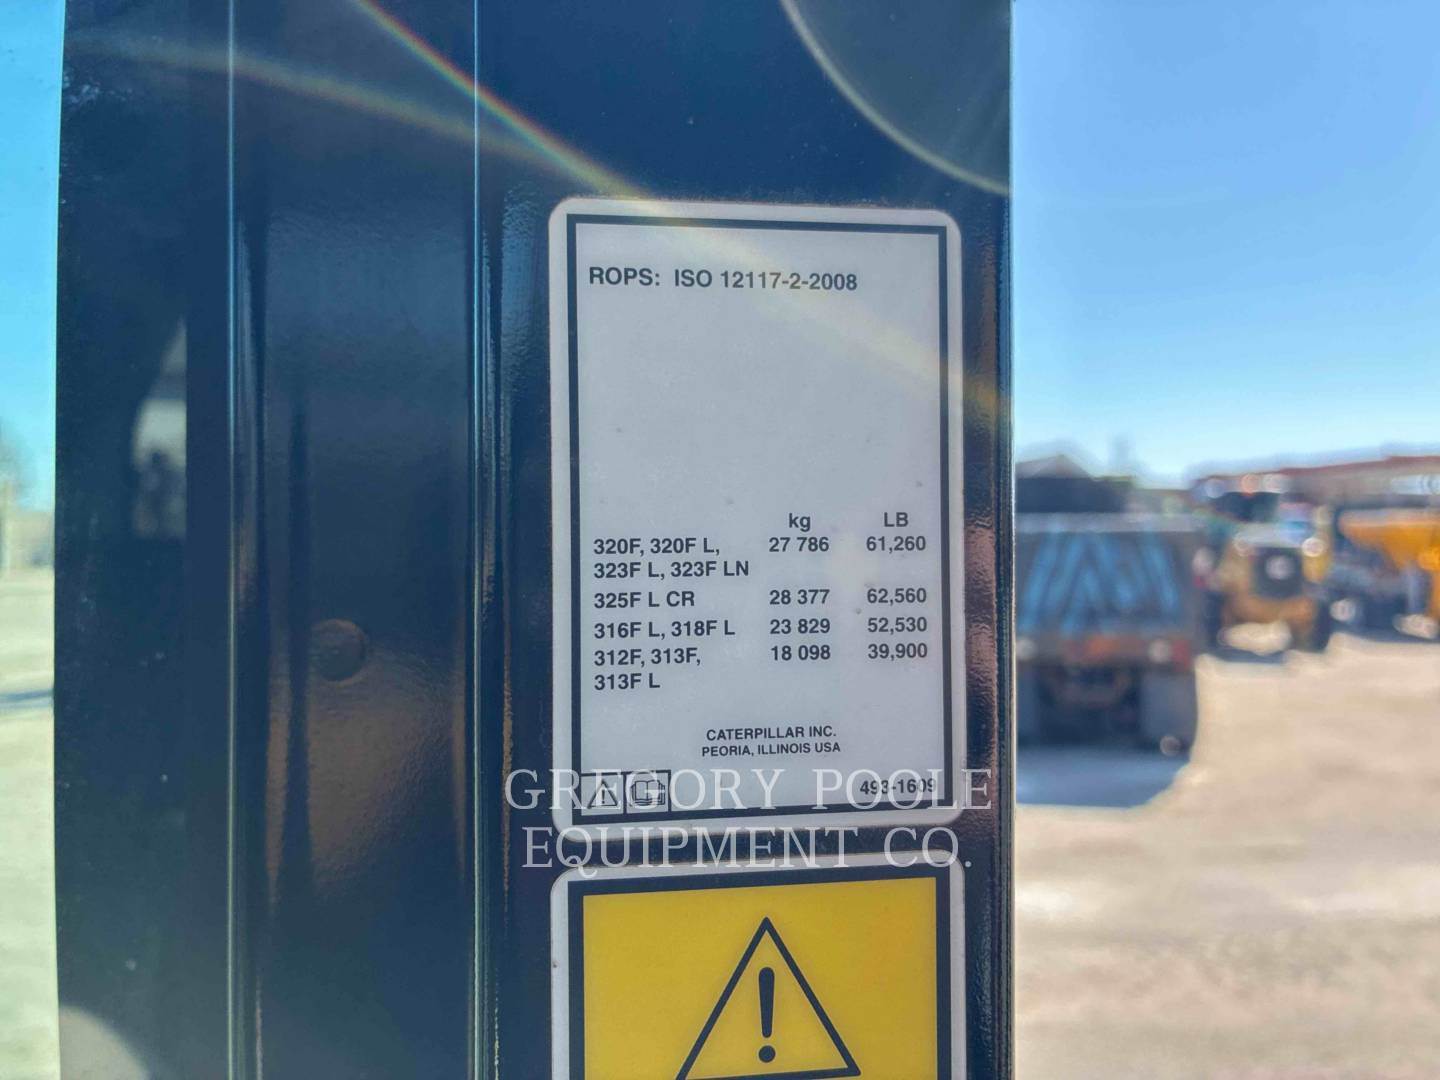 ROPS: ISO 12117-2-2008
kg LB
320F, 320F L, 27 786 61,260
323F L, 323F LN
325F L CR 28 377 62,560
316F L, 318F L 23 829 52,530
312F, 313F, 18 098 39,900
313F L
CATERPILLAR INC.
PEORIA, ILLINOIS USA
493-1609
GREGORY POOLE
EQUIPMENT CO.